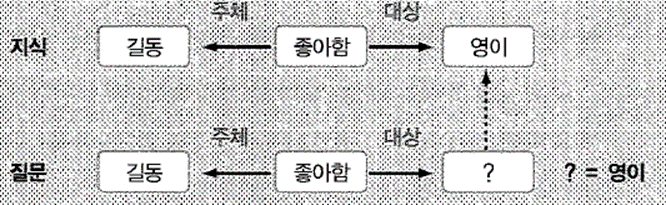 주체 대상
지식 길동 좋아함 영이
주체 대상
질문 길동 좋아함 ? ? = 영이